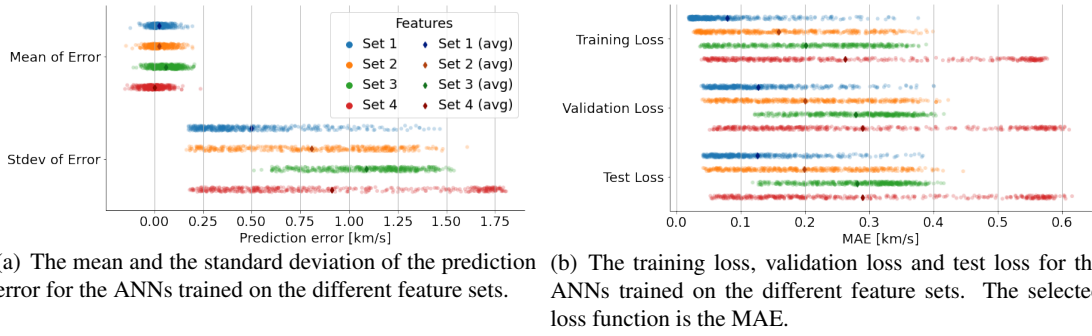 Features
Set 1
Set 2
Set 3
Set 4
Set 1 (avg)
Set 2 (avg)
Set 3 (avg)
Set 4 (avg)
Mean of Error
Stdev of Error
0.00 0.25 0.50 0.75 1.00 1.25 1.50 1.75
Prediction error [km/s]
(a) The mean and the standard deviation of the prediction
error for the ANNs trained on the different feature sets.
Training Loss
Validation Loss
Test Loss
0.0 0.1 0.2 0.3 0.4 0.5 0.6
MAE [km/s]
(b) The training loss, validation loss and test loss for th
ANNs trained on the different feature sets. The selecte
loss function is the MAE.